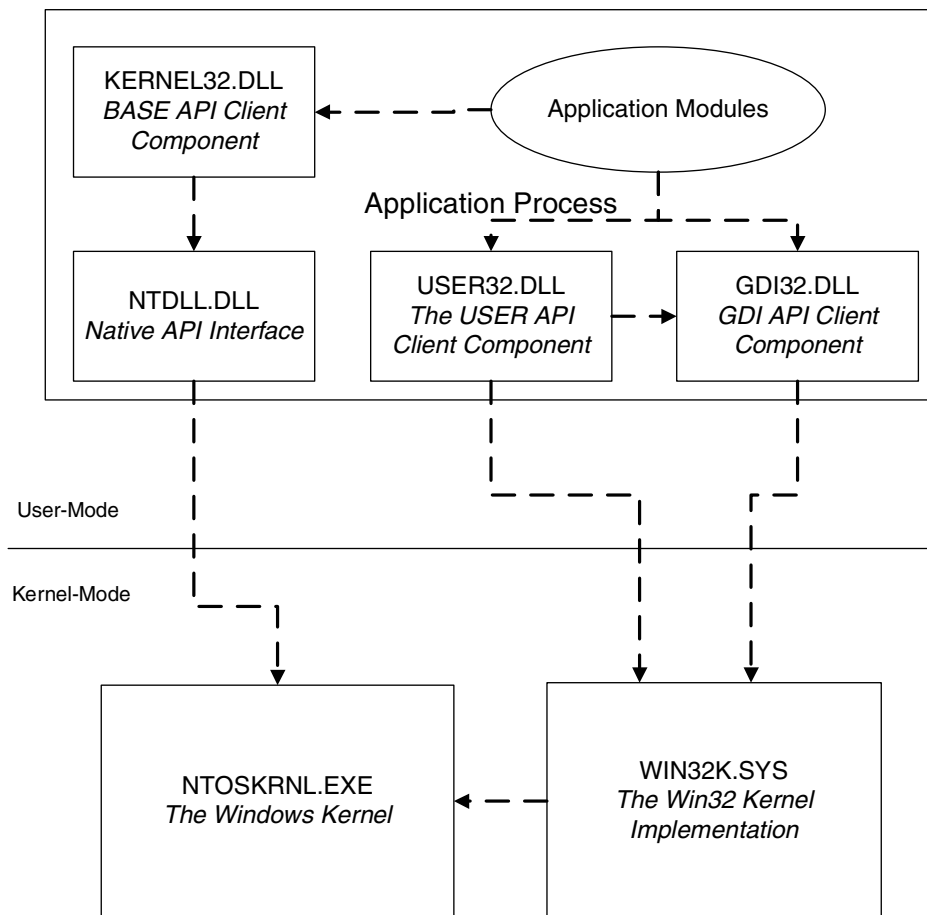 KERNEL32.DLL
BASE API Client
Component
Application Modules
Application Process
NTDLL.DLL
Native API Interface
USER32.DLL
The USER API
Client Component
GDI32.DLL
GDI API Client
Component
User-Mode
Kernel-Mode
NTOSKRNL.EXE
The Windows Kernel
WIN32K.SYS
The Win32 Kernel
Implementation